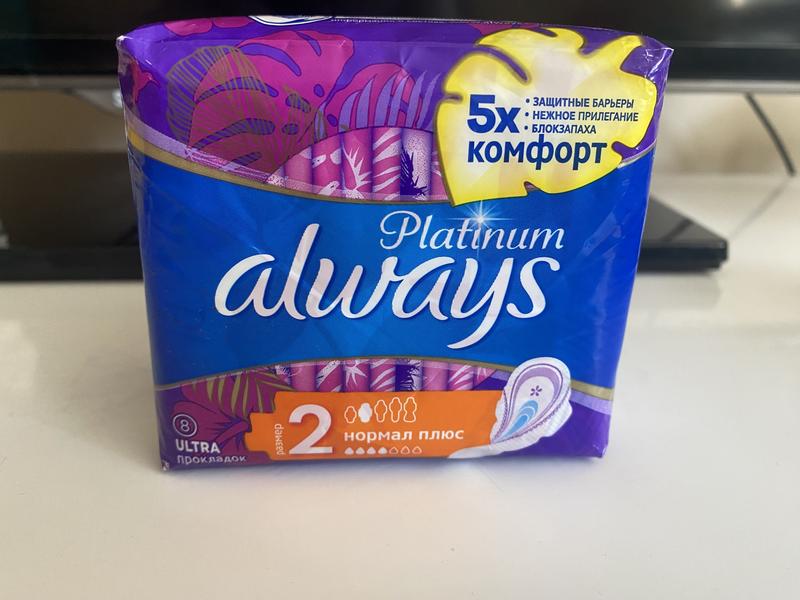 5x
• ЗАЩИТНЫЕ БАРЬЕРЫ
• НЕЖНОЕ ПРИЛЕГАНИЕ
• БЛОКЗАПАХА
комфорт
Platinum
always
8
ULTRA
прокладок
размер
2
нормал плюс